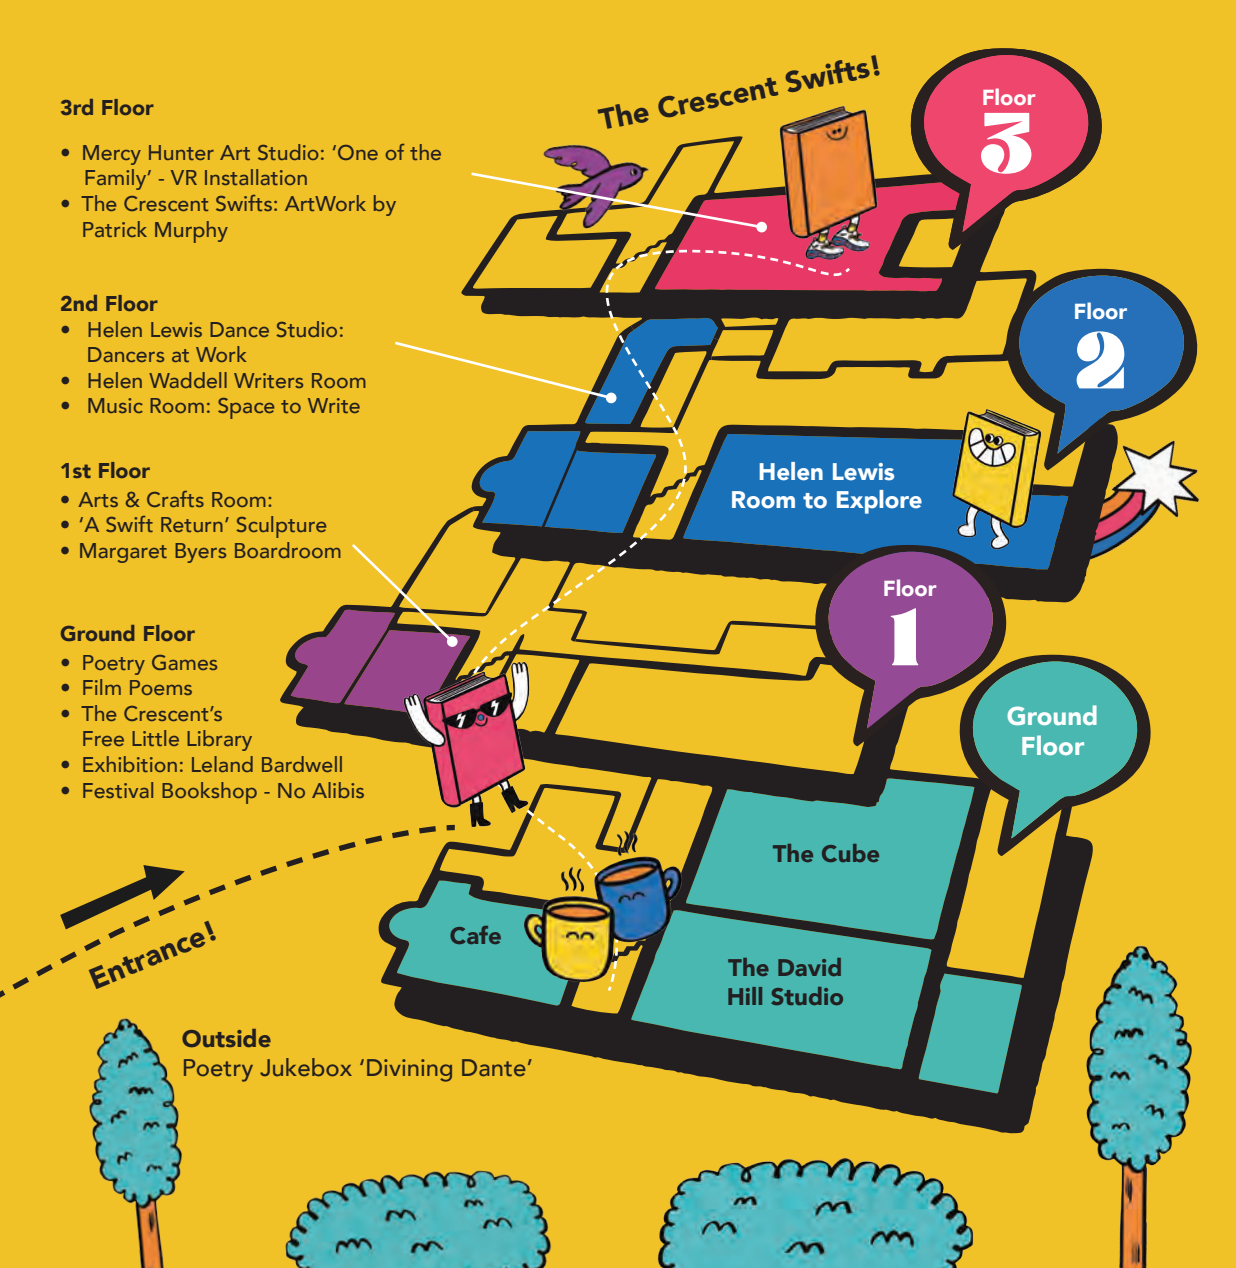 The Crescent Swifts!
3rd Floor
• Mercy Hunter Art Studio: ‘One of the
Family’ - VR Installation
• The Crescent Swifts: ArtWork by
Patrick Murphy
2nd Floor
• Helen Lewis Dance Studio:
Dancers at Work
• Helen Waddell Writers Room
• Music Room: Space to Write
1st Floor
• Arts & Crafts Room:
• ‘A Swift Return’ Sculpture
• Margaret Byers Boardroom
Ground Floor
• Poetry Games
• Film Poems
• The Crescent’s
Free Little Library
• Exhibition: Leland Bardwell
• Festival Bookshop - No Alibis
Entrance!
Outside
Poetry Jukebox ‘Divining Dante’
Floor
3
Floor
2
Helen Lewis
Room to Explore
Floor
1
Ground
Floor
The Cube
Cafe
The David
Hill Studio